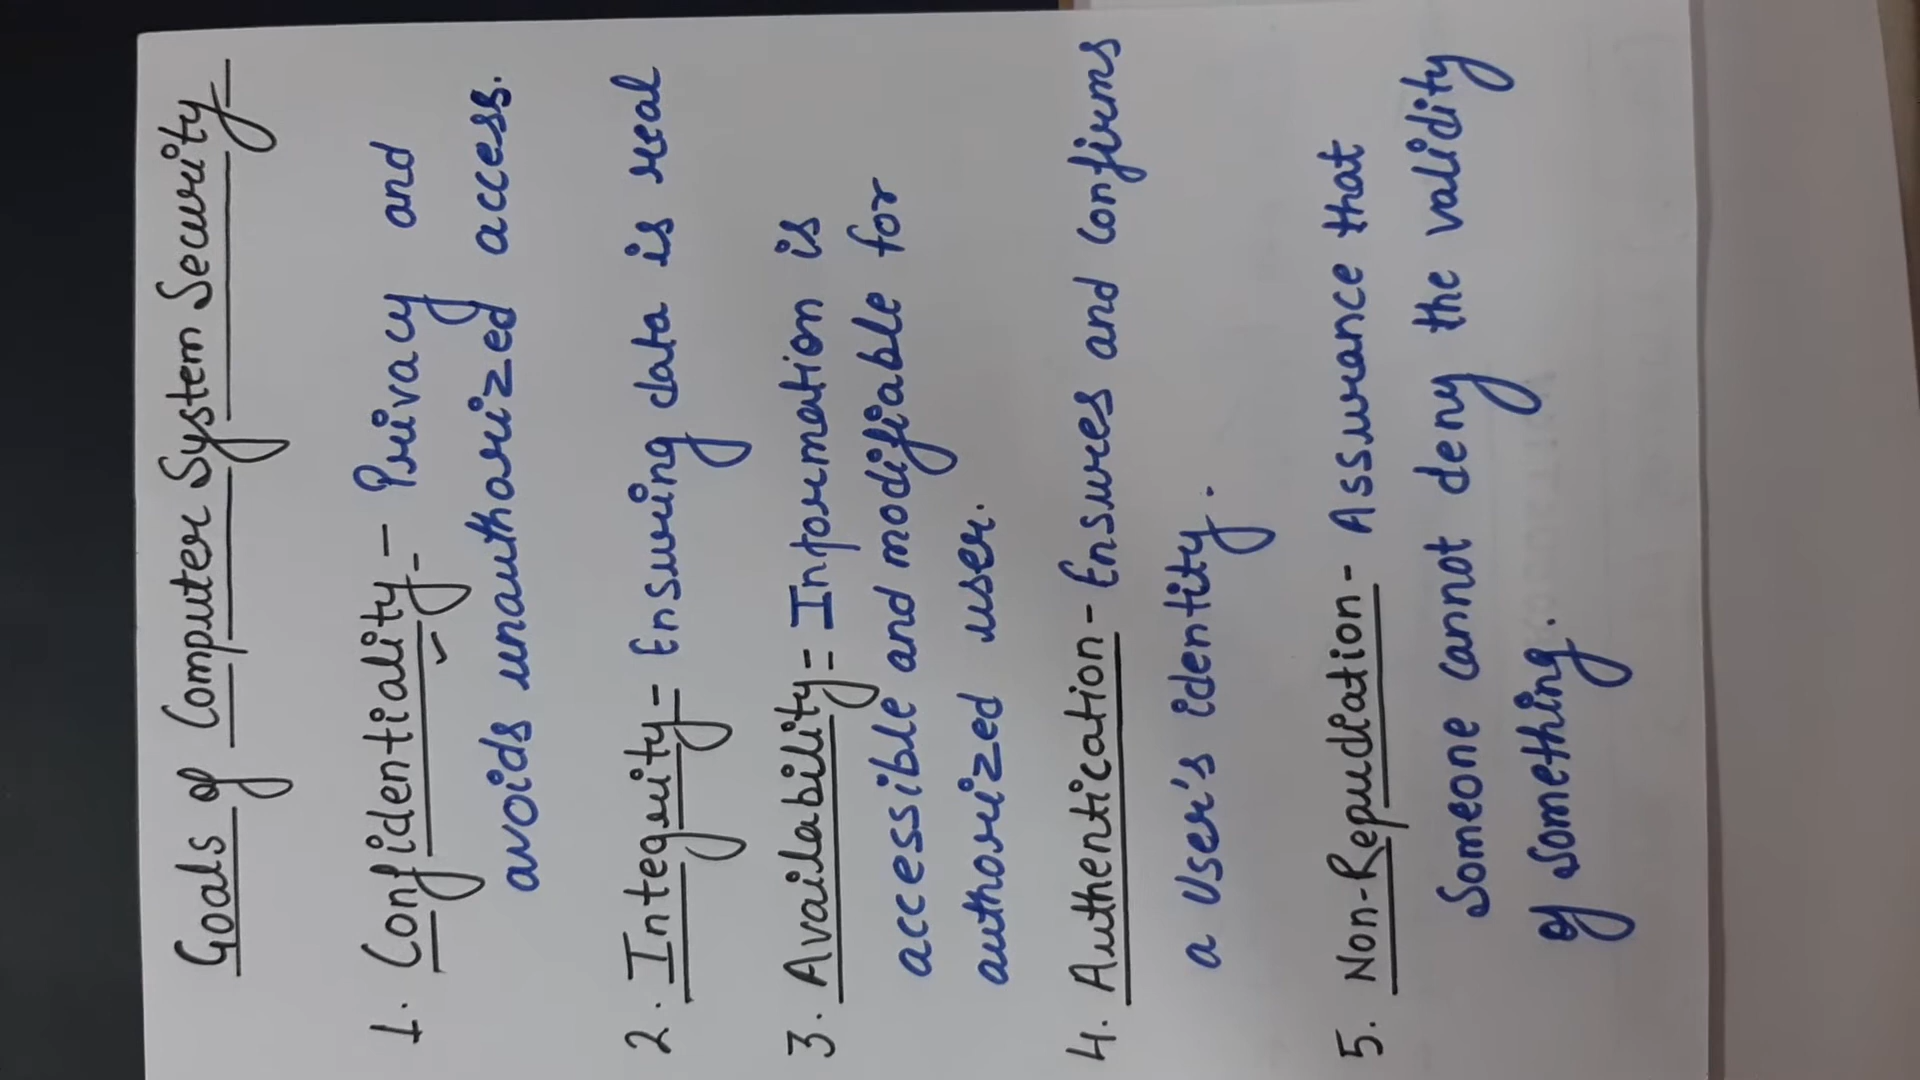 Goals of Computer System Security
1. Confidentiality - Privacy and
avoids unauthorized access.
2. Integrity - Ensuring data is real
3. Availability - Information is
accessible and modifiable for
authorized user.
4. Authentication - Ensures and confirms
a User's identity.
5. Non-Repudiation - Assurance that
Someone cannot deny the validity
of something.